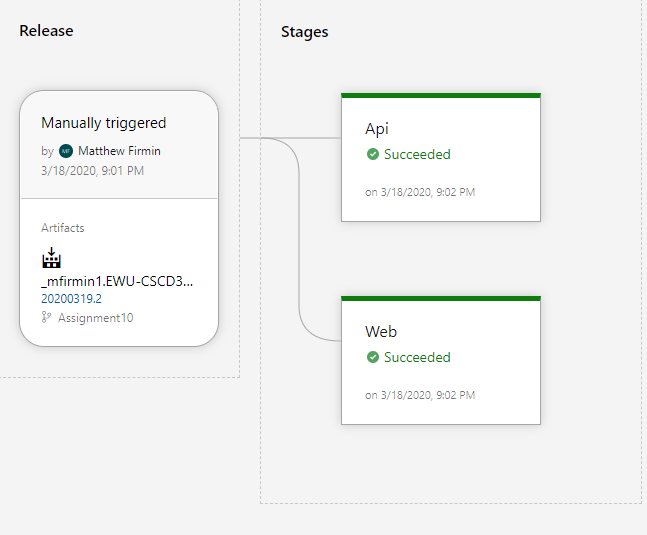 Release
Manually triggered
by MF Matthew Firmin
3/18/2020, 9:01 PM
Artifacts
_mfirmin1.EWU-CSCD3...
20200319.2
Assignment10
Stages
Api
Succeeded
on 3/18/2020, 9:02 PM
Web
Succeeded
on 3/18/2020, 9:02 PM